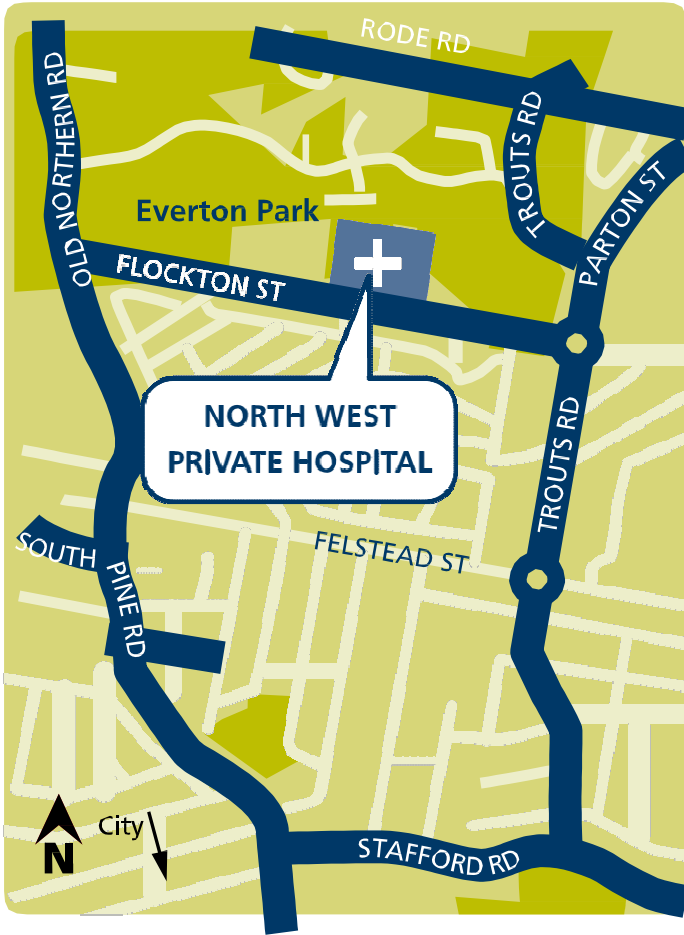 RODE RD
OLD NORTHERN RD
TROUTS RD
PARTON ST
Everton Park
FLOCKTON ST
NORTH WEST
PRIVATE HOSPITAL
TROUTS RD
FELSTEAD ST
SOUTH PINE RD
City
N
STAFFORD RD